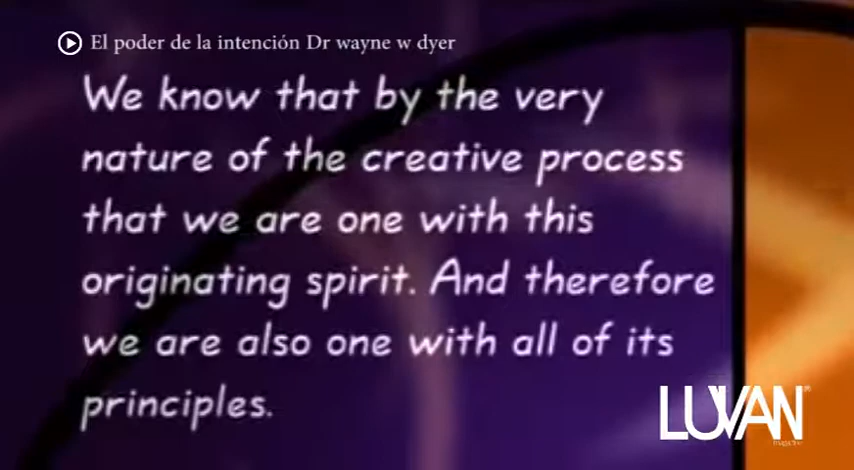 El poder de la intención Dr wayne w dyer
We know that by the very
nature of the creative process
that we are one with this
originating spirit. And therefore
we are also one with all of its
principles.
LUVAN
magazine